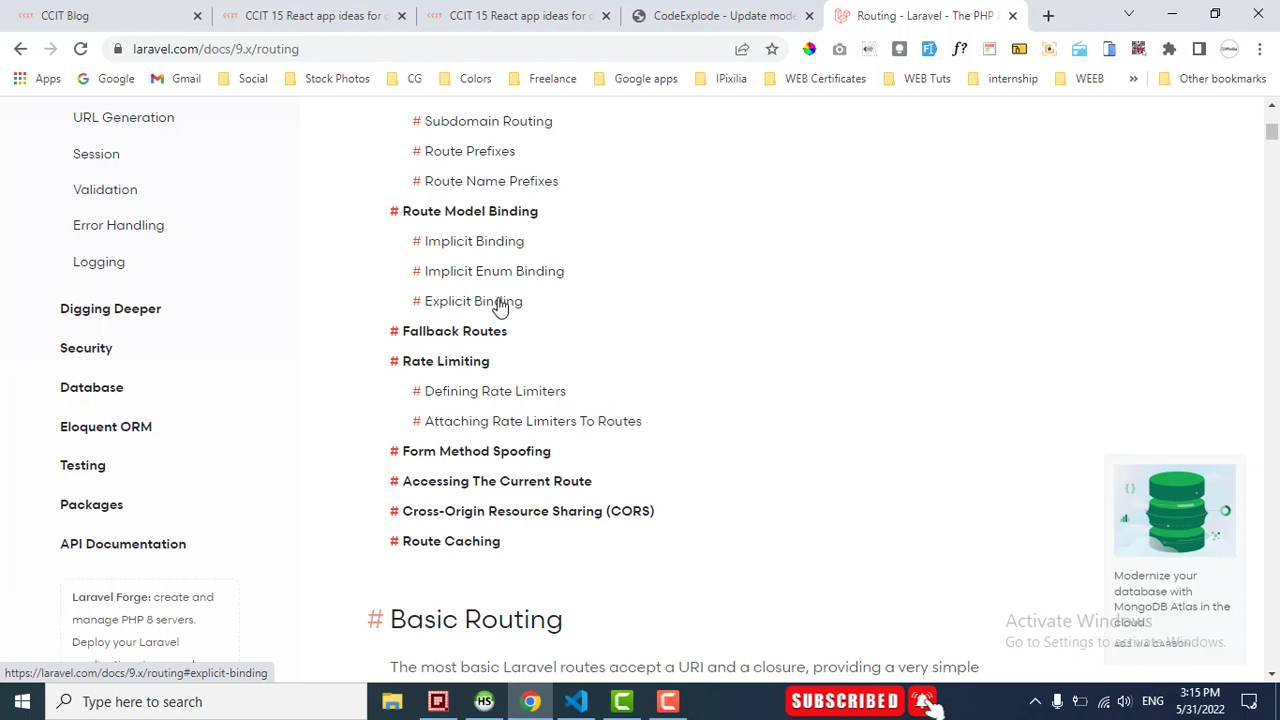 CCIT Blog
CCIT 15 React app ideas for c
CCIT 15 React app ideas for c
CodeExplode - Update mode
Routing - Laravel - The PHP F
laravel.com/docs/9.x/routing
Apps
Google
Gmail
Social
Stock Photos
CG
Colors
Freelance
Google apps
Pixilia
WEB Certificates
WEB Tuts
internship
WEEB
»
Other bookmarks
URL Generation
Session
Validation
Error Handling
Logging
Digging Deeper
Security
Database
Eloquent ORM
Testing
Packages
API Documentation
Laravel Forge: create and
manage PHP 8 servers.
Deploy your Laravel
# Subdomain Routing
# Route Prefixes
# Route Name Prefixes
# Route Model Binding
# Implicit Binding
# Implicit Enum Binding
# Explicit Binding
# Fallback Routes
# Rate Limiting
# Defining Rate Limiters
# Attaching Rate Limiters To Routes
# Form Method Spoofing
# Accessing The Current Route
# Cross-Origin Resource Sharing (CORS)
# Route Caching
# Basic Routing
The most basic Laravel routes accept a URI and a closure, providing a very simple
Modernize your
database with
MongoDB Atlas in the
cloud.
ADS VIA CARBON
Activate Windows
Go to Settings to activate Windows.
https://laravel.com/docs/9.x/routing#explicit-binding
Type here to search
HS
SUBSCRIBED
ENG
3:15 PM
5/31/2022